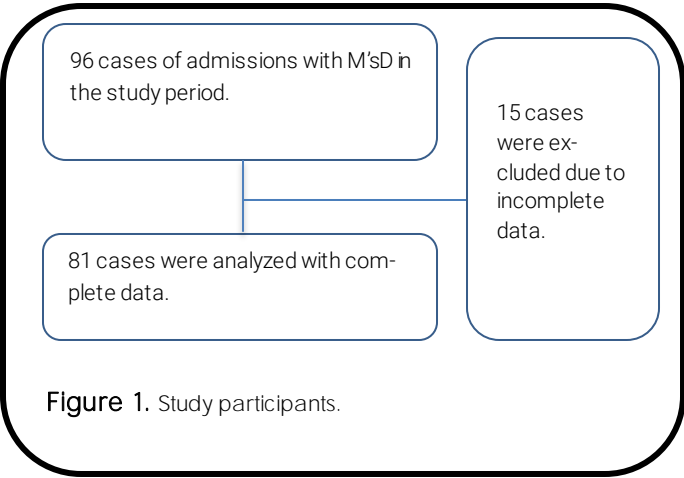 96 cases of admissions with M'sD in
the study period.
15 cases
were ex-
cluded due to
incomplete
data.
81 cases were analyzed with com-
plete data.
Figure 1. Study participants.